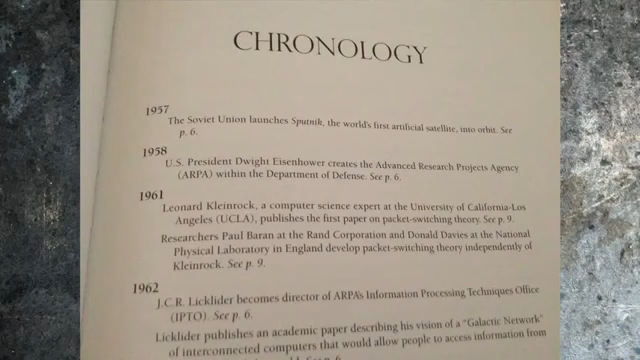 CHRONOLOGY
1957
The Soviet Union launches Sputnik, the world's first artificial satellite, into orbit. See
p. 6.
1958
U.S. President Dwight Eisenhower creates the Advanced Research Projects Agency
(ARPA) within the Department of Defense. See p. 6.
1961
Leonard Kleinrock, a computer science expert at the University of California-Los
Angeles (UCLA), publishes the first paper on packet-switching theory. See p. 9.
Researchers Paul Baran at the Rand Corporation and Donald Davies at the National
Physical Laboratory in England develop packet-switching theory independently of
Kleinrock. See p. 9.
1962
J.C.R. Licklider becomes director of ARPA's Information Processing Techniques Office
(IPTO). See p. 6.
Licklider publishes an academic paper describing his vision of a "Galactic Network"
of interconnected computers that would allow people to access information from
See p. 6